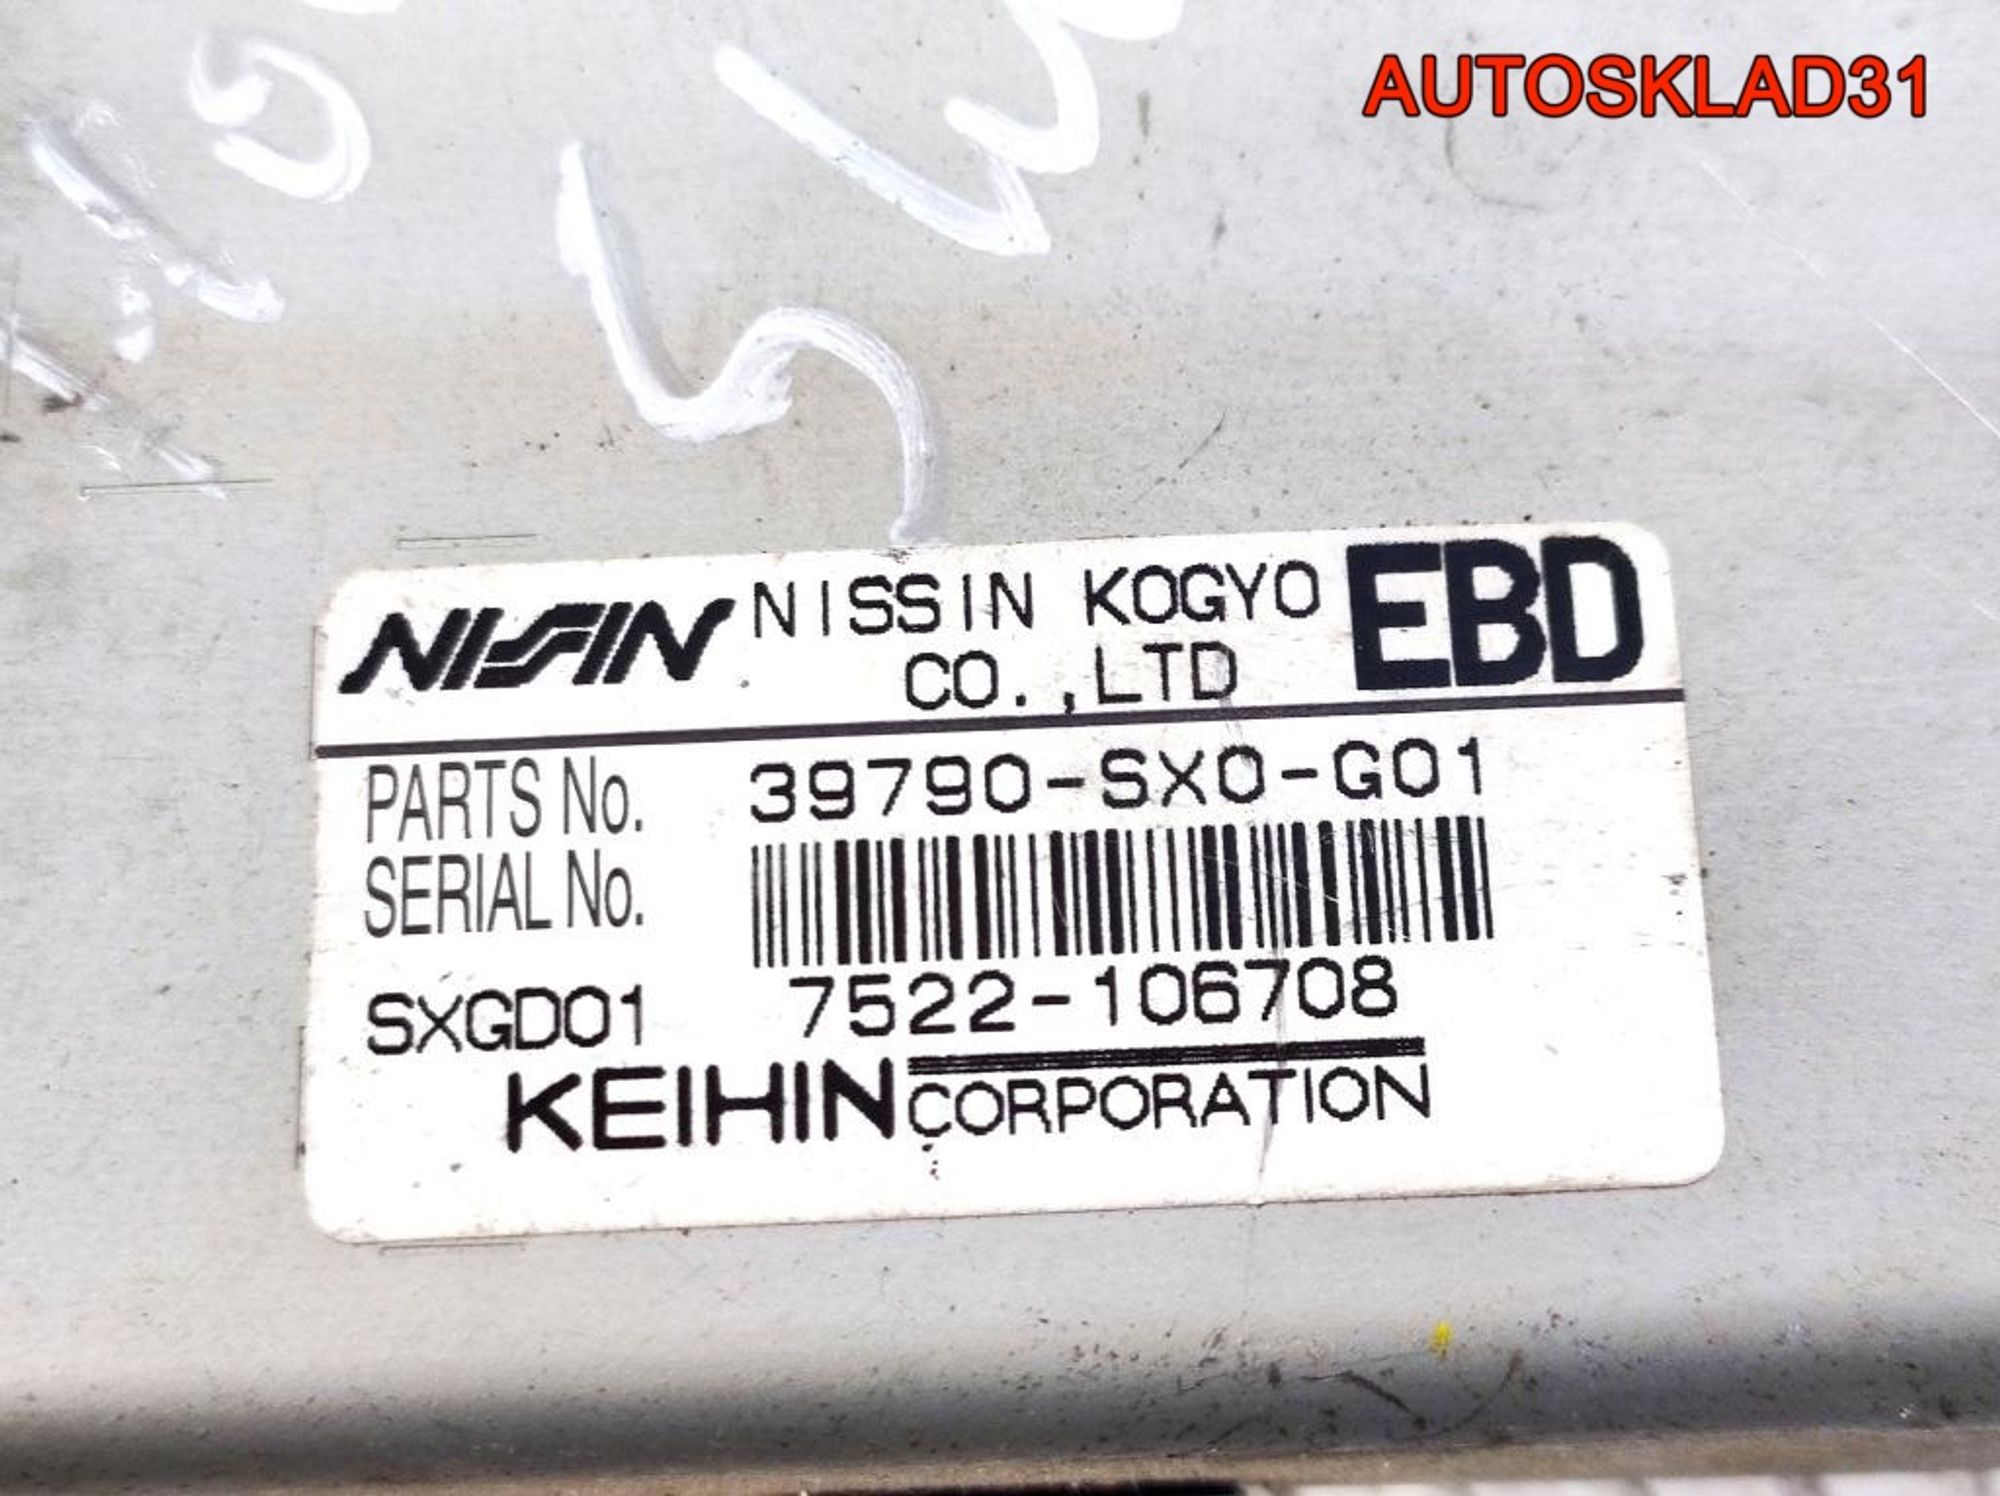 AUTOSKLAD31
NISSIN NISSIN KOGYO EBD
CO.,LTD
PARTS No. 39790-SX0-G01
SERIAL No.
SXGD01 7522-106708
KEIHIN CORPORATION